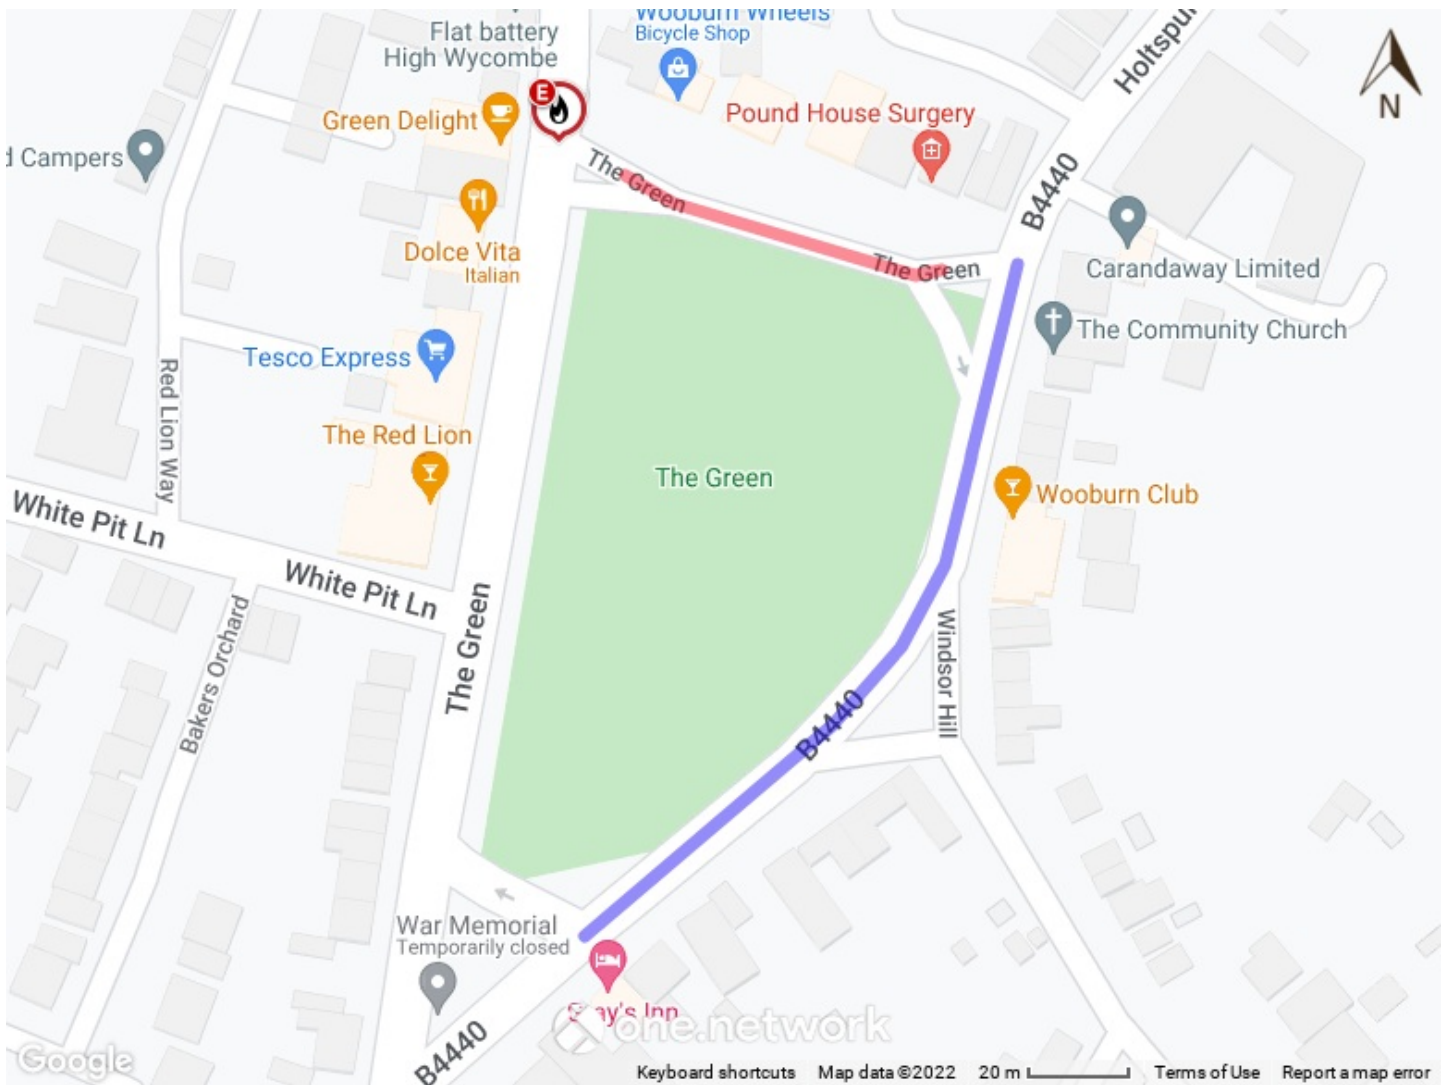 Wooburn Wheels
Bicycle Shop
Flat battery
High Wycombe
E
Holtspur
N
Pound House Surgery
Green Delight
d Campers
The Green
B4440
Dolce Vita
Italian
The Green
Carandaway Limited
The Community Church
Tesco Express
Red Lion Way
The Red Lion
The Green
Wooburn Club
White Pit Ln
White Pit Ln
The Green
Bakers Orchard
Windsor Hill
B4440
War Memorial
Temporarily closed
B4440
one.network
Google
Keyboard shortcuts Map data ©2022 20 m Terms of Use Report a map error